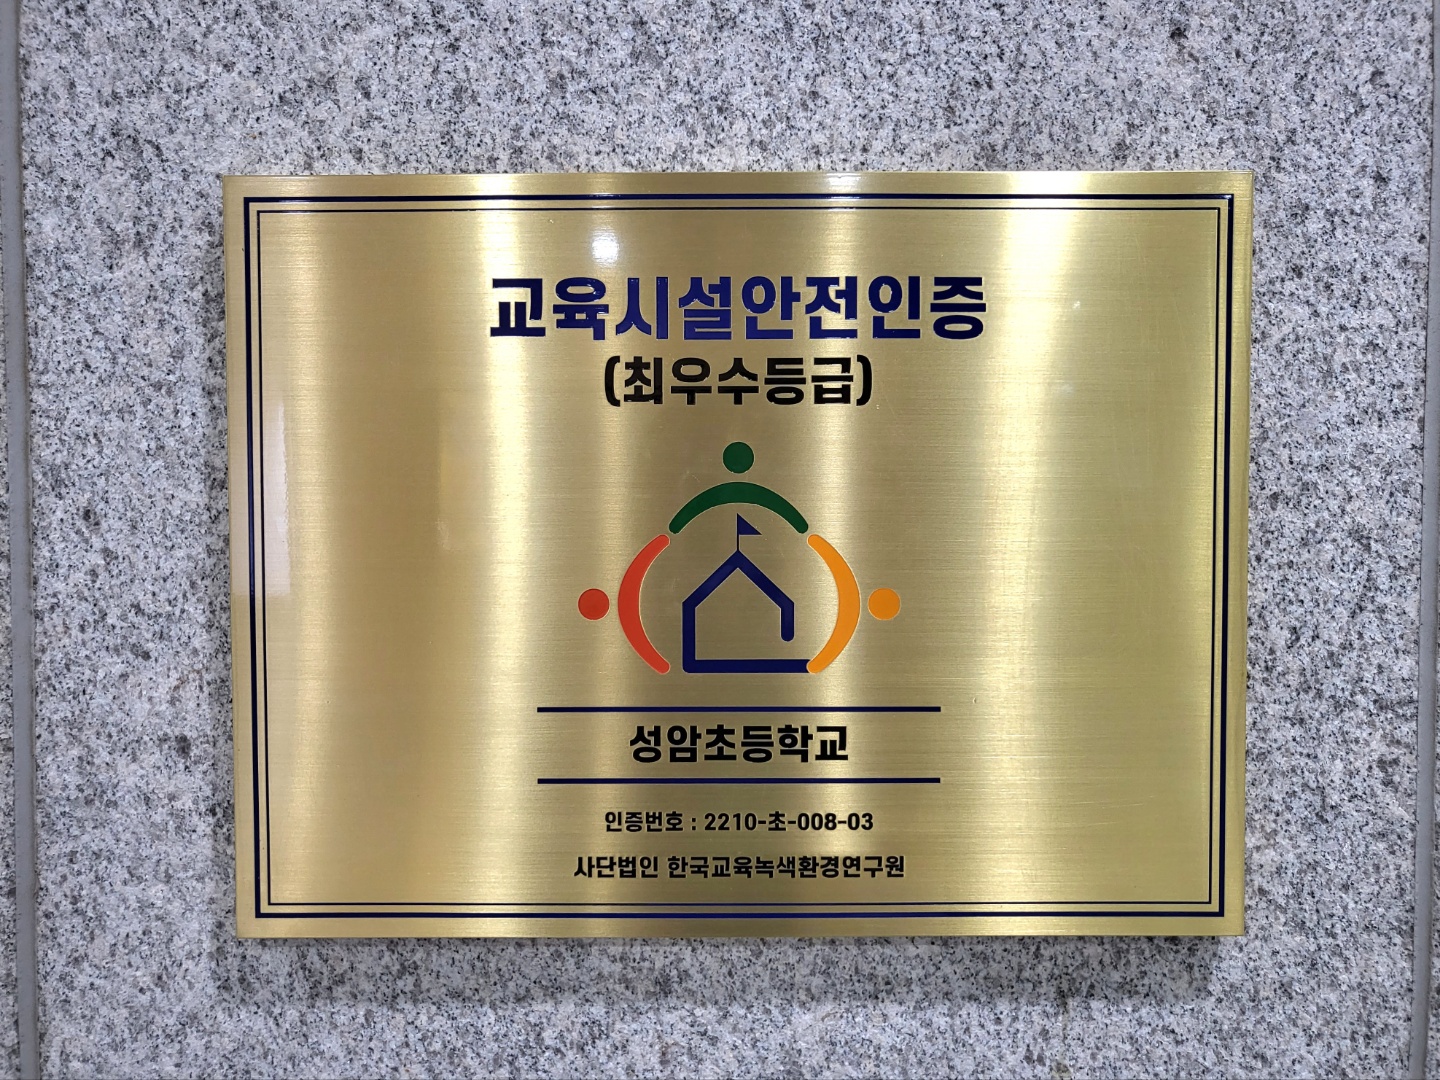 교육시설안전인증
(최우수등급)
성암초등학교
인증번호 : 2210-초-008-03
사단법인 한국교육녹색환경연구원